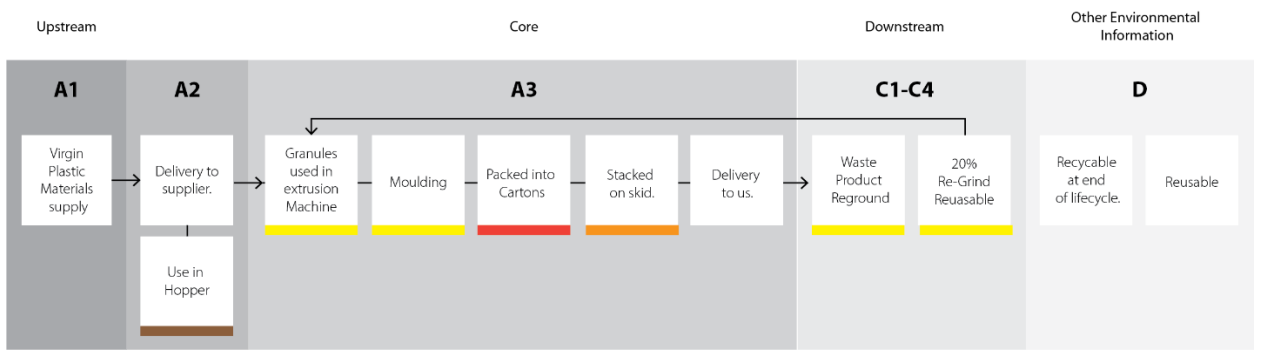 Upstream
Core
Downstream
Other Environmental
Information
A1
A2
A3
C1-C4
D
Virgin
Plastic
Materials
supply
Delivery to
supplier.
Use in
Hopper
Granules
used in
extrusion
Machine
Moulding
Packed into
Cartons
Stacked
on skid.
Delivery
to us.
Waste
Product
Reground
20%
Re-Grind
Reuasable
Recycable
at end
of lifecycle.
Reusable